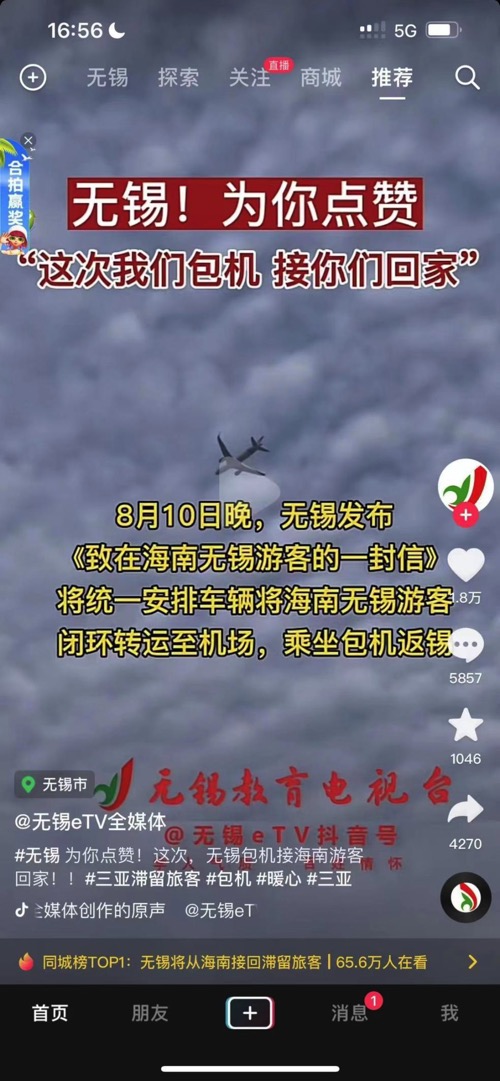 16:56
5G
无锡
探索
关注
直播
商城
推荐
合拍赢奖
无锡！为你点赞
“这次我们包机 接你们回家”
8月10日晚，无锡发布
《致在海南无锡游客的一封信》
将统一安排车辆将海南无锡游客
闭环转运至机场，乘坐包机返锡
1.8万
5857
1046
4270
无锡教育电视台
@无锡eTV抖音号
无锡市
@无锡eTV全媒体
#无锡 为你点赞！这次，无锡包机接海南游客
回家！！#三亚滞留旅客 #包机 #暖心 #三亚
全媒体创作的原声 @无锡eT
同城榜TOP1：无锡将从海南接回滞留旅客 | 65.6万人在看
首页
朋友
消息
1
我